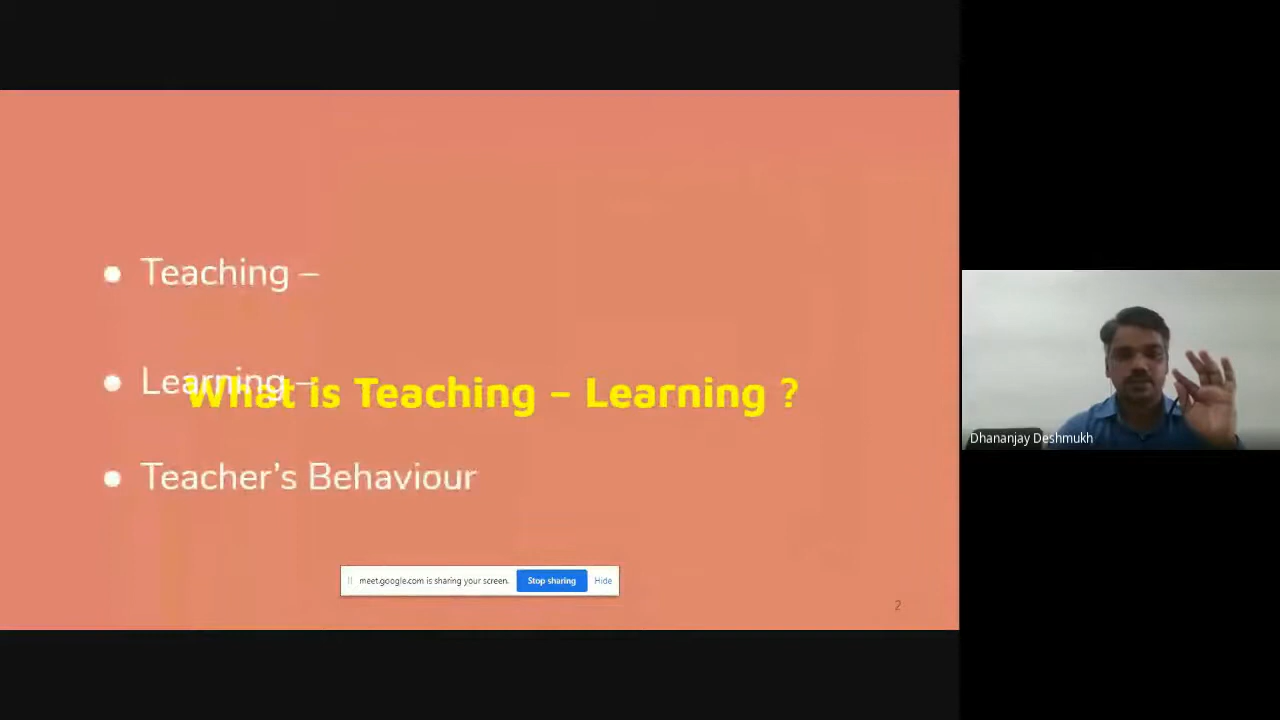 Teaching –
Learning –
What is Teaching – Learning ?
Teacher's Behaviour
meet.google.com is sharing your screen.
Stop sharing
Hide
2
Dhananjay Deshmukh